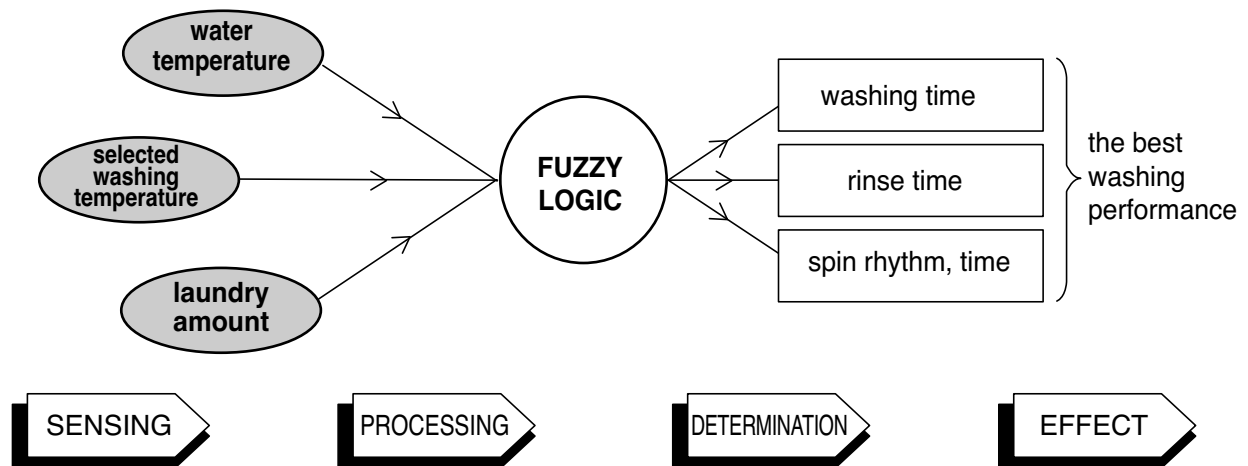 water
temperature
selected
washing
temperature
laundry
amount
FUZZY
LOGIC
washing time
rinse time
spin rhythm, time
the best
washing
performance
SENSING
PROCESSING
DETERMINATION
EFFECT